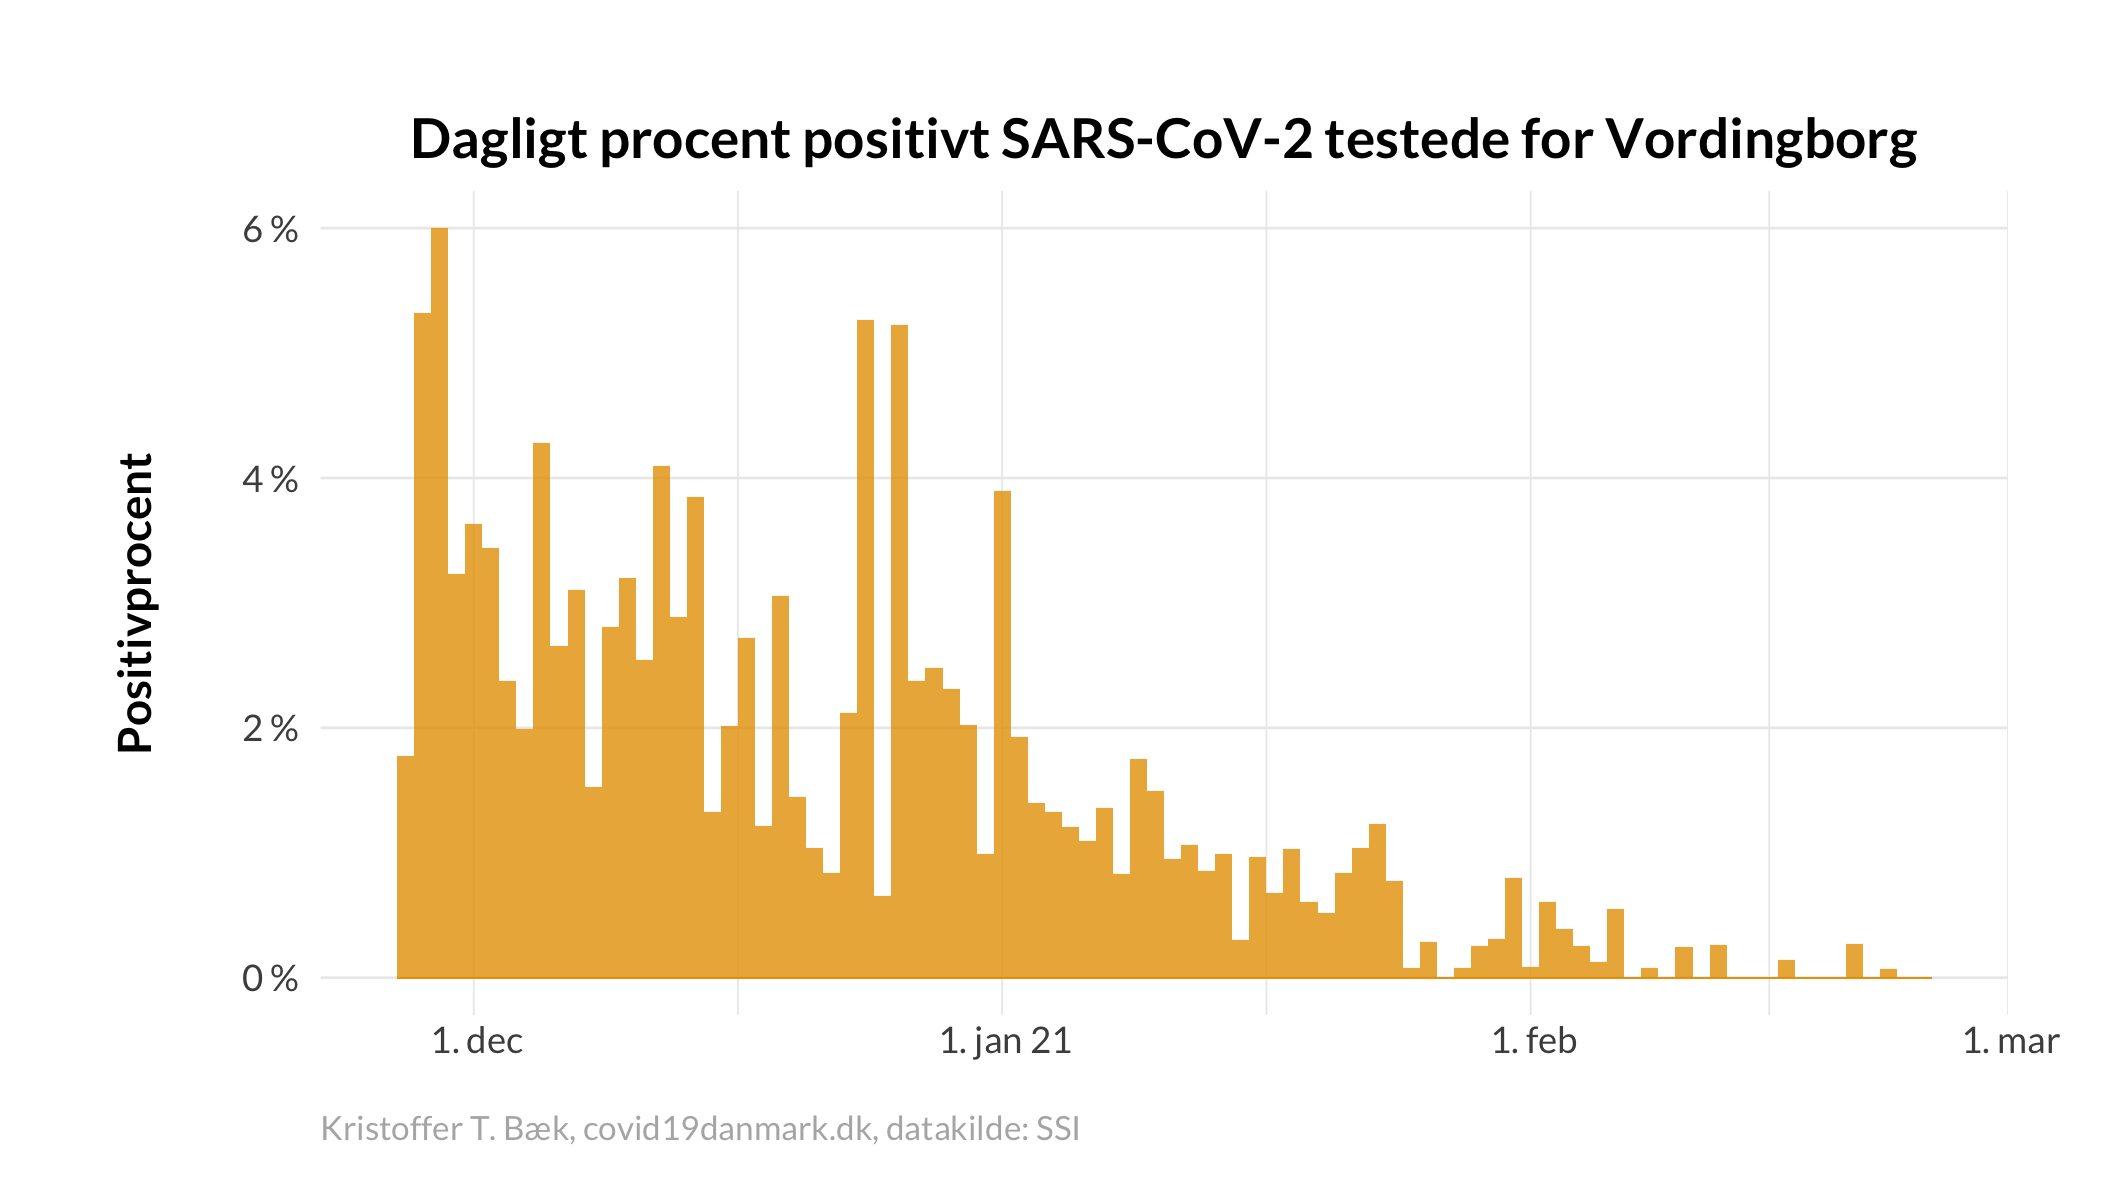 Dagligt procent positivt SARS-CoV-2 testede for Vordingborg
Positivprocent
6 %
4 %
2 %
0 %
1. dec
1. jan 21
1. feb
1. mar
Kristoffer T. Bæk, covid19danmark.dk, datakilde: SSI